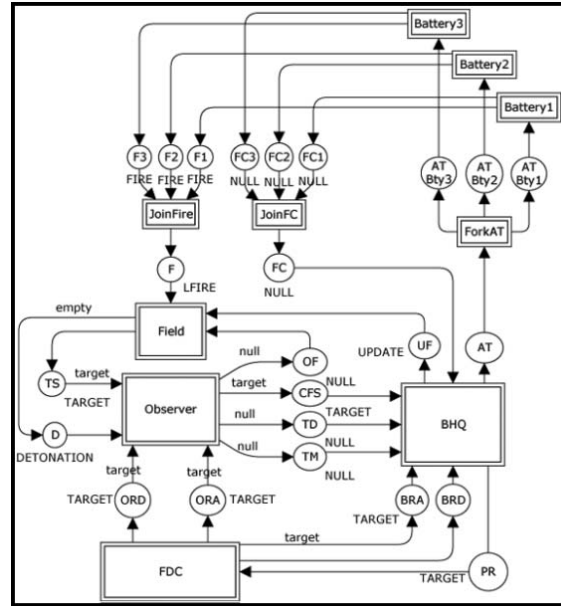 Battery3
Battery2
Battery1
F3
F2
F1
FC3
FC2
FC1
AT
Bty3
AT
Bty2
AT
Bty1
FIRE
FIRE
FIRE
NULL
NULL
NULL
JoinFire
JoinFC
ForkAT
F
FC
LFIRE
NULL
empty
Field
null
OF
UPDATE
UF
AT
TS
target
TARGET
Observer
target
CFS
NULL
null
TD
TARGET
BHQ
D
DETONATION
null
TM
NULL
NULL
target
target
TARGET
ORD
ORA
TARGET
BRA
BRD
TARGET
target
FDC
TARGET
PR